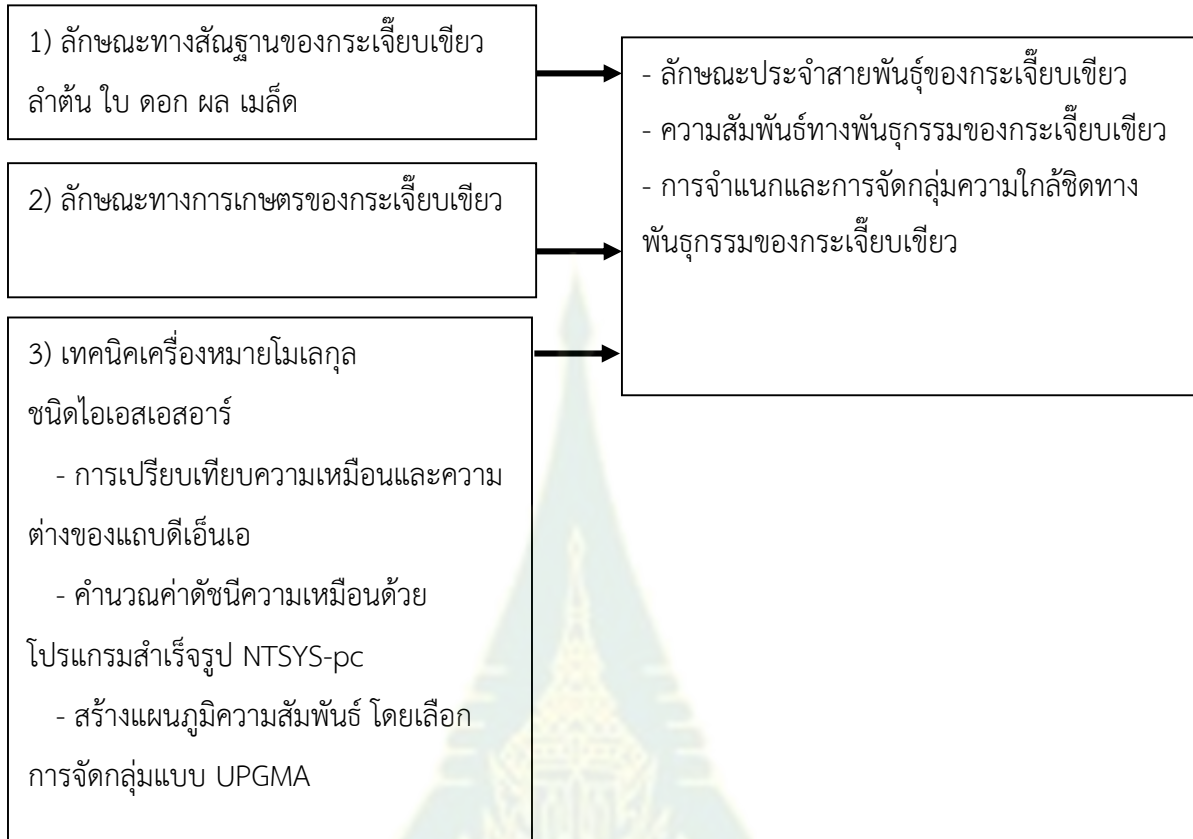 1) ลักษณะทางสัณฐานของกระเจี๊ยบเขียว
ลำต้น ใบ ดอก ผล เมล็ด
2) ลักษณะทางการเกษตรของกระเจี๊ยบเขียว
3) เทคนิคเครื่องหมายโมเลกุล
ชนิดไอเอสเอสอาร์
- การเปรียบเทียบความเหมือนและความ
ต่างของแถบดีเอ็นเอ
- คำนวณค่าดัชนีความเหมือนด้วย
โปรแกรมสำเร็จรูป NTSYS-pc
- สร้างแผนภูมิความสัมพันธ์ โดยเลือก
การจัดกลุ่มแบบ UPGMA
- ลักษณะประจำสายพันธุ์ของกระเจี๊ยบเขียว
- ความสัมพันธ์ทางพันธุกรรมของกระเจี๊ยบเขียว
- การจำแนกและการจัดกลุ่มความใกล้ชิดทาง
พันธุกรรมของกระเจี๊ยบเขียว